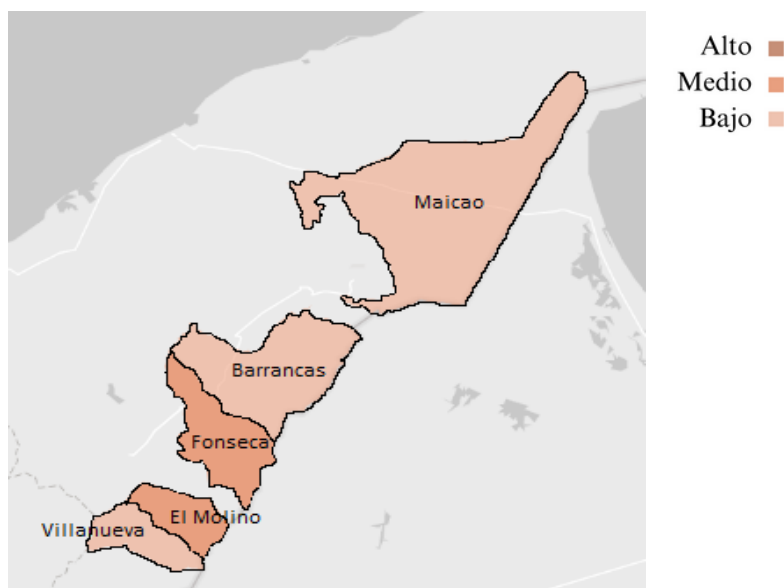 Alto
Medio
Bajo
Maicao
Barrancas
Fonseca
El Molino
Villanueva